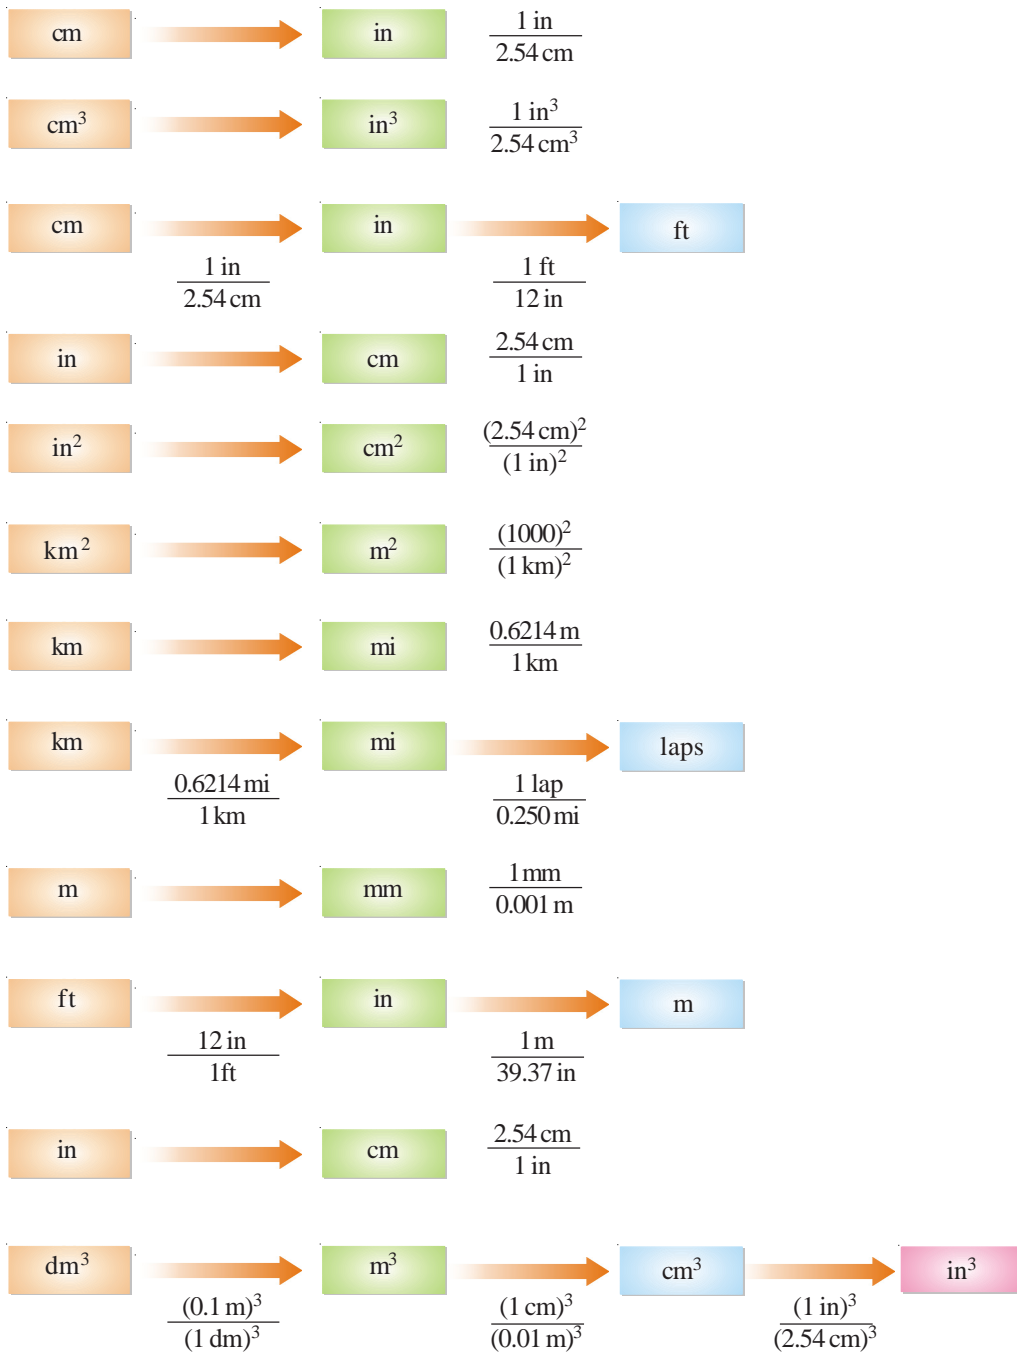 cm in 1 in
2.54 cm
cm³ in³ 1 in³
2.54 cm³
cm in ft
1 in 1 ft
2.54 cm 12 in
in cm 2.54 cm
1 in
in² cm² (2.54 cm)²
(1 in)²
km² m² (1000)²
(1 km)²
km mi 0.6214 m
1 km
km mi laps
0.6214 mi 1 lap
1 km 0.250 mi
m mm 1 mm
0.001 m
ft in m
12 in 1 m
1ft 39.37 in
in cm 2.54 cm
1 in
dm³ m³ cm³ in³
(0.1 m)³ (1 cm)³ (1 in)³
(1 dm)³ (0.01 m)³ (2.54 cm)³